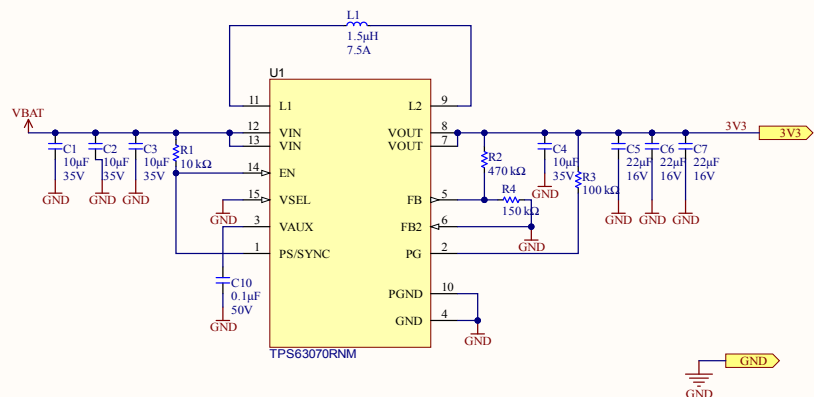 L1
1.5μH
7.5A
U1
11 L1 L2 9
VBAT
12 VIN VOUT 8
13 VIN VOUT 7
3V3
3V3
C1
10μF
35V
GND
C2
10μF
35V
GND
C3
10μF
35V
GND
R1
10 kΩ
14 EN
15 VSEL
GND
3 VAUX
1 PS/SYNC
C10
0.1μF
50V
GND
R2
470 kΩ
FB 5
R4
150 kΩ
FB2 6
GND
PG 2
C4
10μF
35V
GND
R3
100 kΩ
C5
22μF
16V
GND
C6
22μF
16V
GND
C7
22μF
16V
GND
PGND 10
GND 4
GND
TPS63070RNM
GND
GND